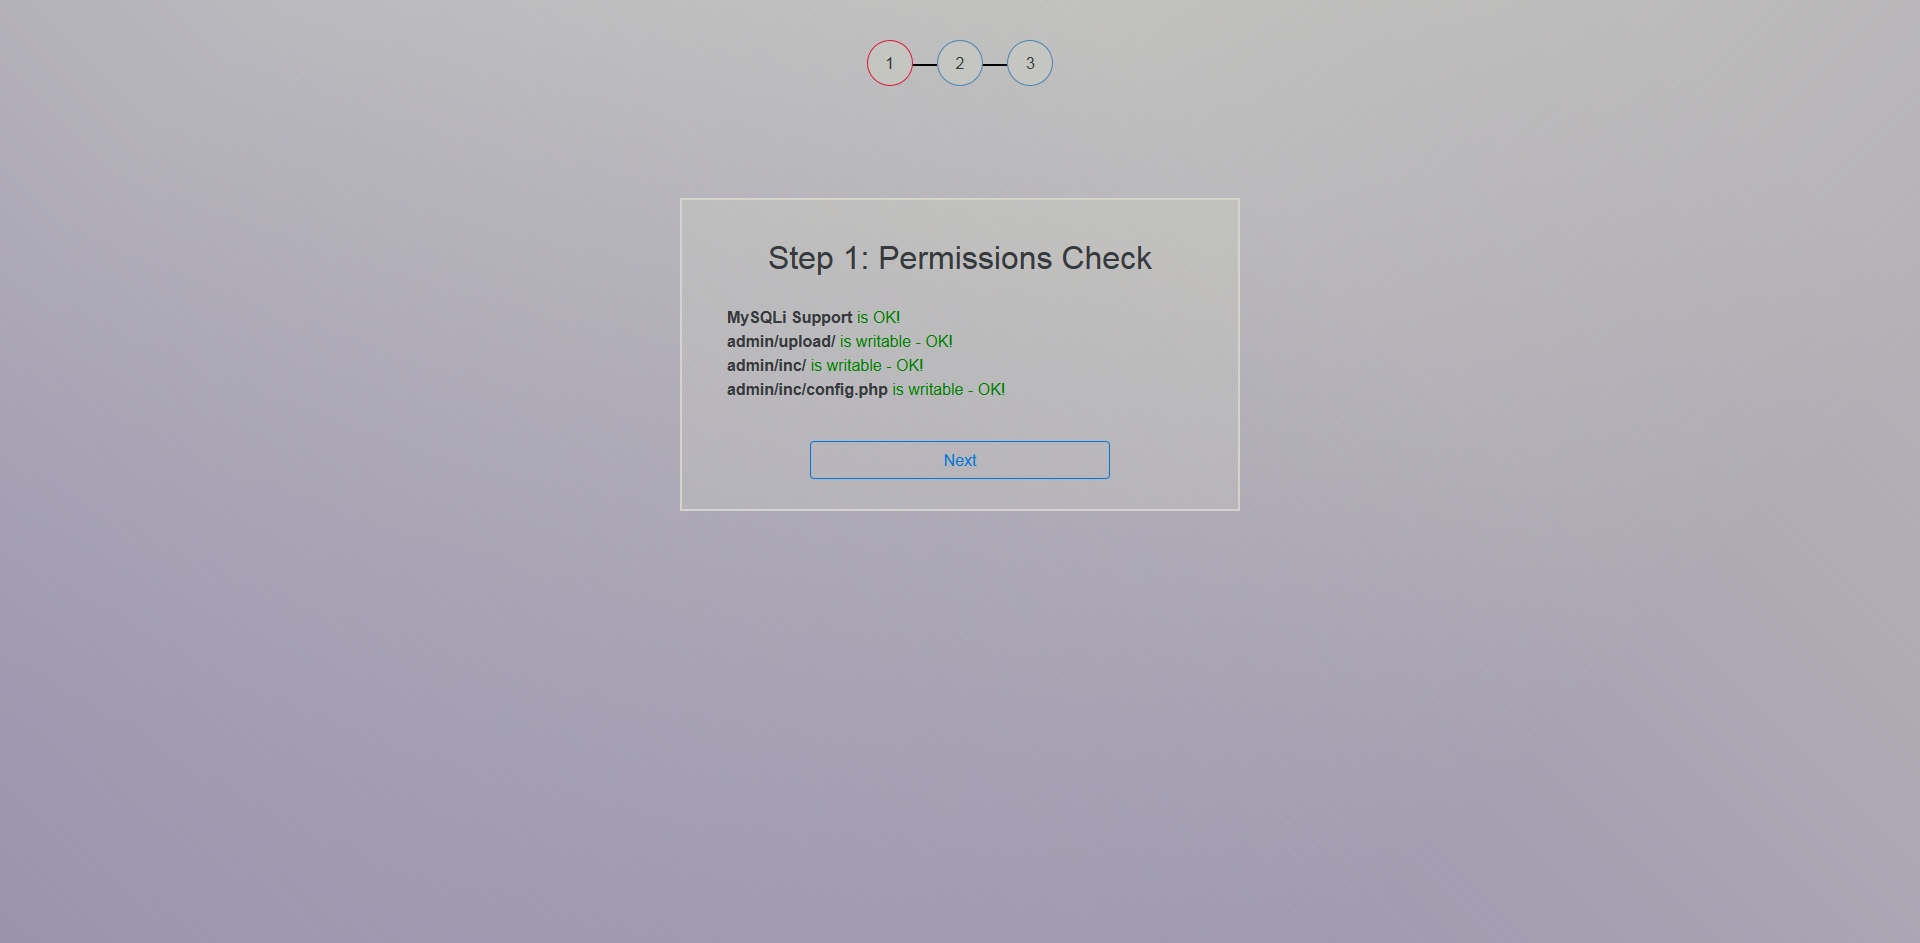 1 2 3
Step 1: Permissions Check
MySQLi Support is OK!
admin/upload/ is writable - OK!
admin/inc/ is writable - OK!
admin/inc/config.php is writable - OK!
Next